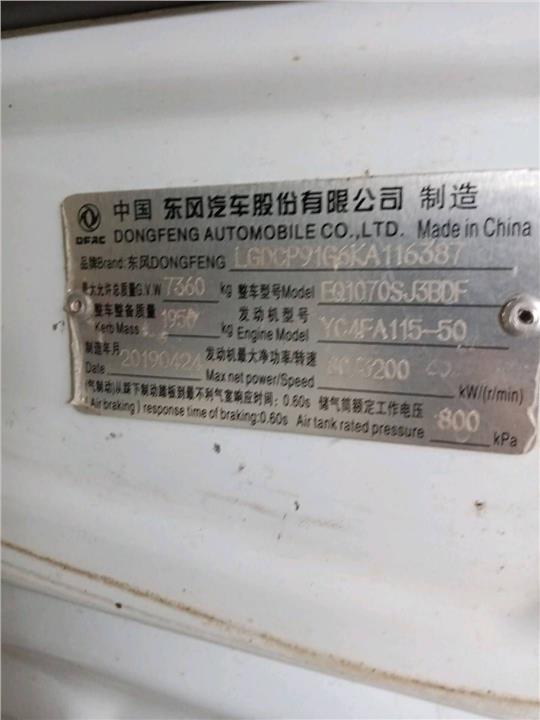 DFAC 中国 东风汽车股份有限公司 制造
DONGFENG AUTOMOBILE CO.,LTD. Made in China
品牌Brand:东风DONGFENG LGDCP91G6KA116387
最大允许总质量G.V.W 7360 kg 整车型号Model EQ1070SJ3BDF
整车整备质量 发动机型号
Kerb Mass 1950 Engine Model YC4FA115-50
制造年月 20190424 发动机最大净功率/转速
Date Max net power/Speed 3200 kW/(r/min)
(气制动)从踩下制动踏板到最不利气室响应时间：0.60s 储气筒额定工作电压 800
(Air braking) response time of braking:0.60s Air tank rated pressure kPa